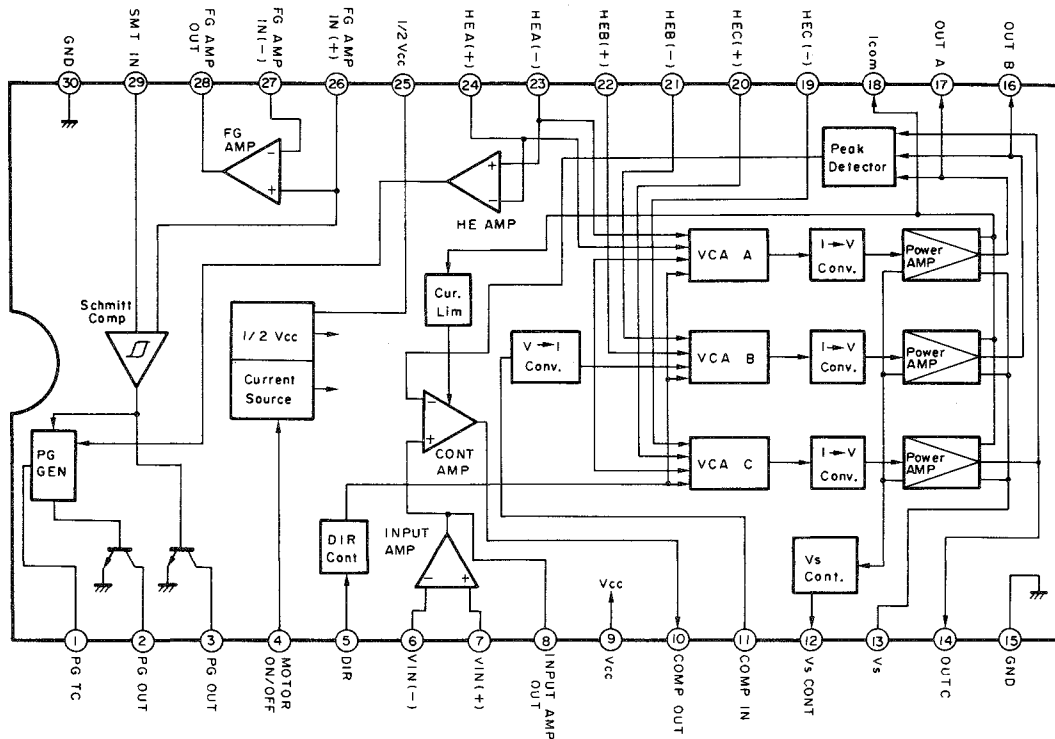 GND
SMT IN
FG AMP
OUT
FG AMP
IN(-)
FG AMP
IN(+)
1/2Vcc
HEA(+)
HEA(-)
HEB(+)
HEB(-)
HEC(+)
HEC(-)
Icom
OUT A
OUT B
30
29
28
27
26
25
24
23
22
21
20
19
18
17
16
FG
AMP
-
+
+
-
HE AMP
Peak
Detector
VCA A
I→V
Conv.
Power
AMP
Cur.
Lim
Schmitt
Comp
1/2 Vcc
Current
Source
V→I
Conv.
VCA B
I→V
Conv.
Power
AMP
-
+
CONT
AMP
PG
GEN
VCA C
I→V
Conv.
Power
AMP
DIR
Cont
INPUT
AMP
-
+
Vs
Cont.
Vcc
1
2
3
4
5
6
7
8
9
10
11
12
13
14
15
PG TC
PG OUT
PG OUT
MOTOR
ON/OFF
DIR
VIN(-)
VIN(+)
INPUT AMP
OUT
Vcc
COMP OUT
COMP IN
Vs CONT
Vs
OUT C
GND